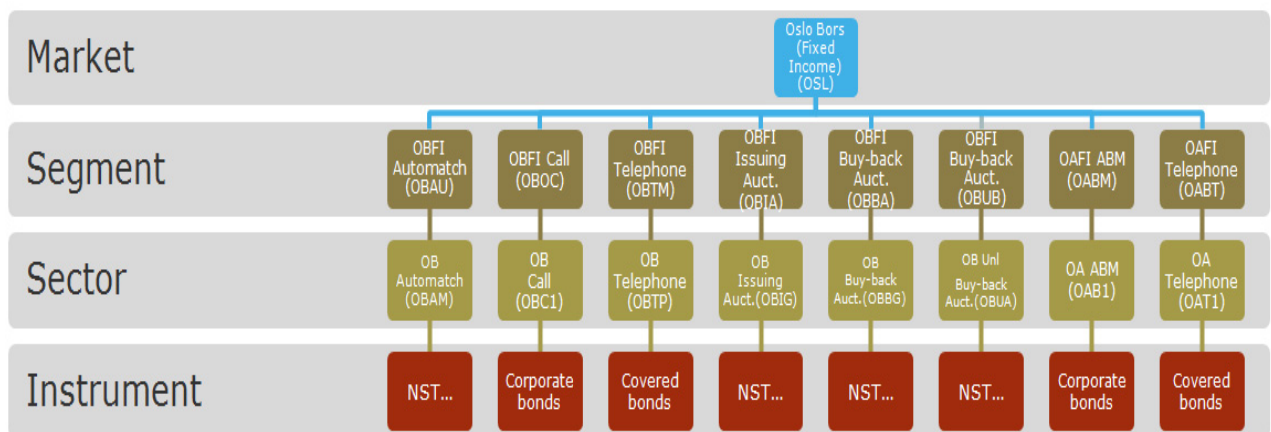 Market
Oslo Bors
(Fixed
Income)
(OSL)
Segment
OBFI
Automatch
(OBAU)
OBFI Call
(OBOC)
OBFI
Telephone
(OBTM)
OBFI
Issuing
Auct.
(OBIA)
OBFI
Buy-back
Auct.
(OBBA)
OBFI
Buy-back
Auct.
(OBUB)
OAFI ABM
(OABM)
OAFI
Telephone
(OABT)
Sector
OB
Automatch
(OBAM)
OB
Call
(OBC1)
OB
Telephone
(OBTP)
OB
Issuing
Auct.(OBIG)
OB
Buy-back
Auct.(OBBG)
OB Unl
Buy-back
Auct.(OBUA)
OA ABM
(OAB1)
OA
Telephone
(OAT1)
Instrument
NST...
Corporate
bonds
Covered
bonds
NST...
NST...
NST...
Corporate
bonds
Covered
bonds